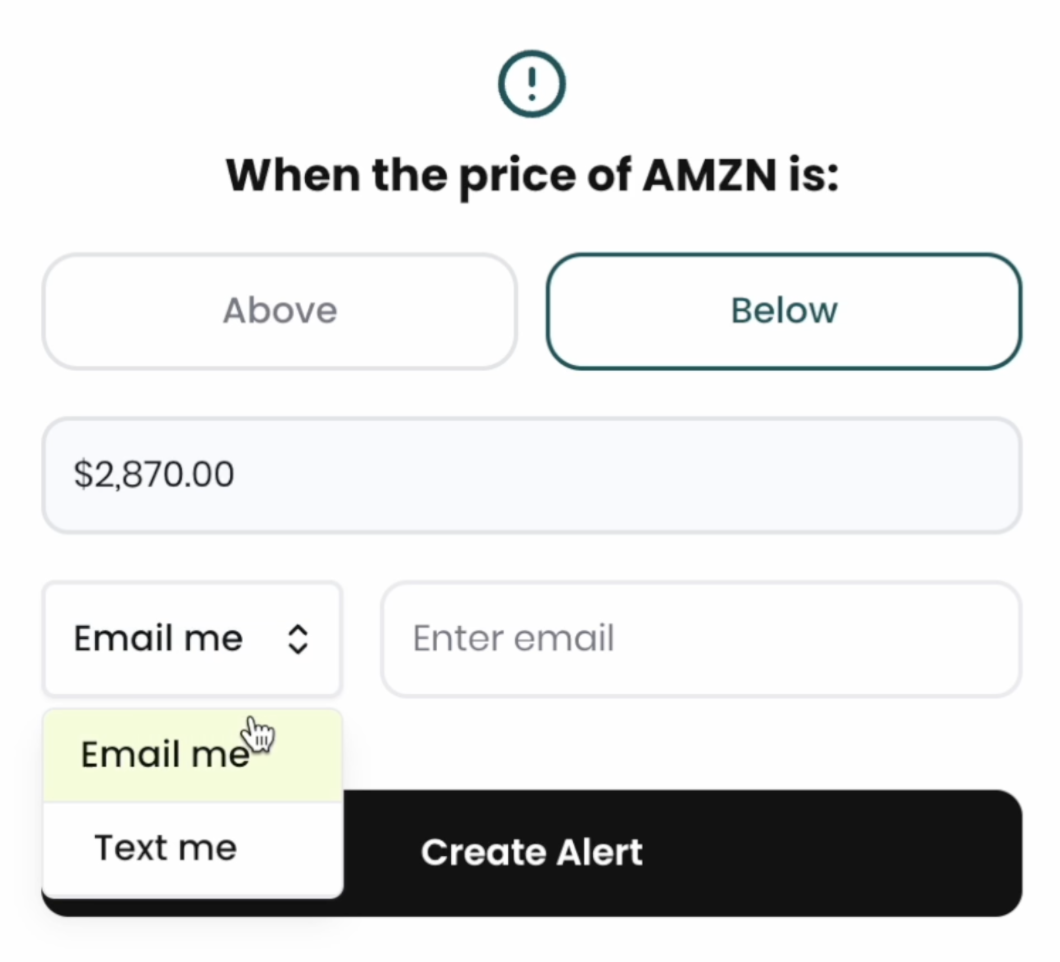 When the price of AMZN is:
Above
Below
$2,870.00
Email me
Enter email
Email me
Text me
Create Alert